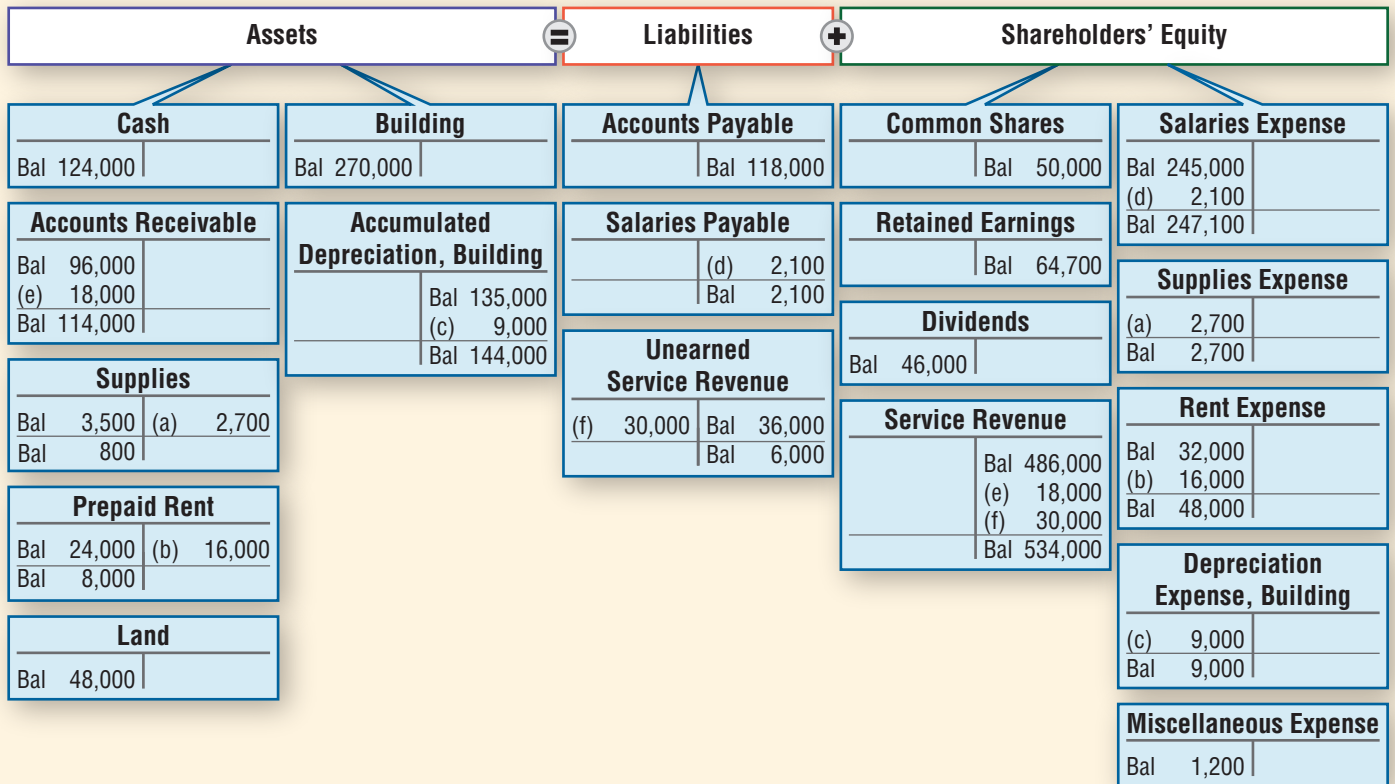 Assets = Liabilities + Shareholders' Equity
Cash
Bal 124,000
Accounts Receivable
Bal 96,000
(e) 18,000
Bal 114,000
Supplies
Bal 3,500 (a) 2,700
Bal 800
Prepaid Rent
Bal 24,000 (b) 16,000
Bal 8,000
Land
Bal 48,000
Building
Bal 270,000
Accumulated
Depreciation, Building
Bal 135,000
(c) 9,000
Bal 144,000
Accounts Payable
Bal 118,000
Salaries Payable
(d) 2,100
Bal 2,100
Unearned
Service Revenue
(f) 30,000 Bal 36,000
Bal 6,000
Common Shares
Bal 50,000
Retained Earnings
Bal 64,700
Dividends
Bal 46,000
Service Revenue
Bal 486,000
(e) 18,000
(f) 30,000
Bal 534,000
Salaries Expense
Bal 245,000
(d) 2,100
Bal 247,100
Supplies Expense
(a) 2,700
Bal 2,700
Rent Expense
Bal 32,000
(b) 16,000
Bal 48,000
Depreciation
Expense, Building
(c) 9,000
Bal 9,000
Miscellaneous Expense
Bal 1,200